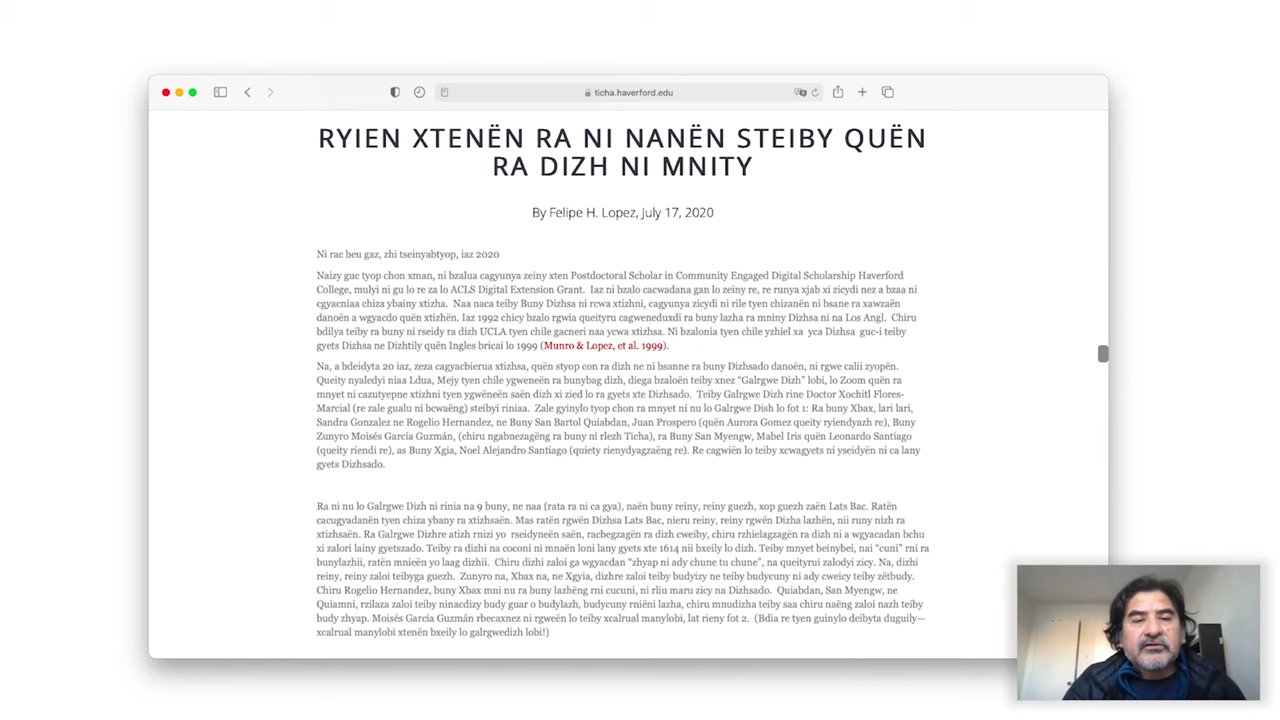 ticha.haverford.edu
RYIEN XTENËN RA NI NANËN STEIBY QUËN
RA DIZH NI MNITY
By Felipe H. Lopez, July 17, 2020
Ni rac beu gaz, zhi tseinyabtyop, iaz 2020
Naizy guc tyop chon xman, ni bzalua cagyunya zeiny xten Postdoctoral Scholar in Community Engaged Digital Scholarship Haverford
College, mulyi ni gu lo re za lo ACLS Digital Extension Grant. Iaz ni bzalo cacwadana gan lo zeiny re, re runya xjab xi zicydi nez a bzaa ni
cgyacniaa chiza ybainy xtizha. Naa naca teiby Buny Dizhsa ni rcwa xtizhni, cagyunya zicydi ni rile tyen chizanën ni bsane ra xawzaën
danoën a wgyacdo quën xtizhën. Iaz 1992 chicy bzalo rgwia queityru cagweneduxdi ra buny lazha ra mniny Dizhsa ni na Los Angl. Chiru
bdilya teiby ra buny ni rseidy ra dizh UCLA tyen chile gacneri naa ycwa xtizhsa. Ni bzalonia tyen chile yzhiel xa yca Dizhsa guc-i teiby
gyets Dizhsa ne Dizhtily quën Ingles bricai lo 1999 (Munro & Lopez, et al. 1999).
Na, a bdeidyta 20 iaz, zeza cagyacbierua xtizhsa, quën styop con ra dizh ne ni bsanne ra buny Dizhsado danoën, ni rgwe calii zyopën.
Queity nyaledyi niaa Ldua, Mejy tyen chile ygweneën ra bunybag dizh, diega bzaloën teiby xnez “Galrgwe Dizh” lobi, lo Zoom quën ra
mnyet ni cazutyepne xtizhni tyen ygwëneën saën dizh xi zied lo ra gyets xte Dizhsado. Teiby Galrgwe Dizh rine Doctor Xochitl Flores-
Marcial (re zale gualu ni bcwaëng) steibyi riniaa. Zale gyinylo tyop chon ra mnyet ni nu lo Galrgwe Dish lo fot 1: Ra buny Xbax, lari lari,
Sandra Gonzalez ne Rogelio Hernandez, ne Buny San Bartol Quiabdan, Juan Prospero (quën Aurora Gomez queity ryiendyazh re), Buny
Zunyro Moisés García Guzmán, (chiru ngabnezagëng ra buny ni rlezh Ticha), ra Buny San Myengw, Mabel Iris quën Leonardo Santiago
(queity riendi re), as Buny Xgia, Noel Alejandro Santiago (quiety rienydyagzaëng re). Re cagwiën lo teiby xcwagyets ni yseidyën ni ca lany
gyets Dizhsado.
Ra ni nu lo Galrgwe Dizh ni rinia na 9 buny, ne naa (rata ra ni ca gya), naën buny reiny, reiny guezh, xop guezh zaën Lats Bac. Ratën
cacugyadanën tyen chiza ybany ra xtizhsaën. Mas ratën rgwën Dizhsa Lats Bac, nieru reiny, reiny rgwën Dizha lazhën, nii runy nizh ra
xtizhsaën. Ra Galrgwe Dizhre atizh rnizi yo rseidyneën saën, racbegzagën ra dizh cweiby, chiru rzhielagzagën ra dizh ni a wgyacadan bchu
xi zalori lainy gyetszado. Teiby ra dizhi na coconi ni mnaën loni lany gyets xte 1614 nii bxeily lo dizh. Teiby mnyet beinybei, nai “cuni” rni ra
bunylazhii, ratën mnieën yo laag dizhii. Chiru dizhi zaloi ga wgyacdan “zhyap ni ady chune tu chune”, na queityrui zalodyi zicy. Na, dizhi
reiny, reiny zaloi teibyga guezh. Zunyro na, Xbax na, ne Xgyia, dizhre zaloi teiby budyizy ne teiby budycuny ni ady cweicy teiby zëtbudy.
Chiru Rogelio Hernandez, buny Xbax mni nu ra buny lazhëng rni cucuni, ni rliu maru zicy na Dizhsado. Quiabdan, San Myengw, ne
Quiamni, rzilaza zaloi teiby ninacdizy budy guar o budylazh, budycuny rniëni lazha, chiru mnudizha teiby saa chiru naëng zaloi nazh teiby
budy zhyap. Moisés García Guzmán rbecaxnez ni rgweën lo teiby xcalrual manylobi, lat rieny fot 2. (Bdia re tyen guinylo deibyta duguily—
xcalrual manylobi xtenën bxeily lo galrgwedizh lobi!)